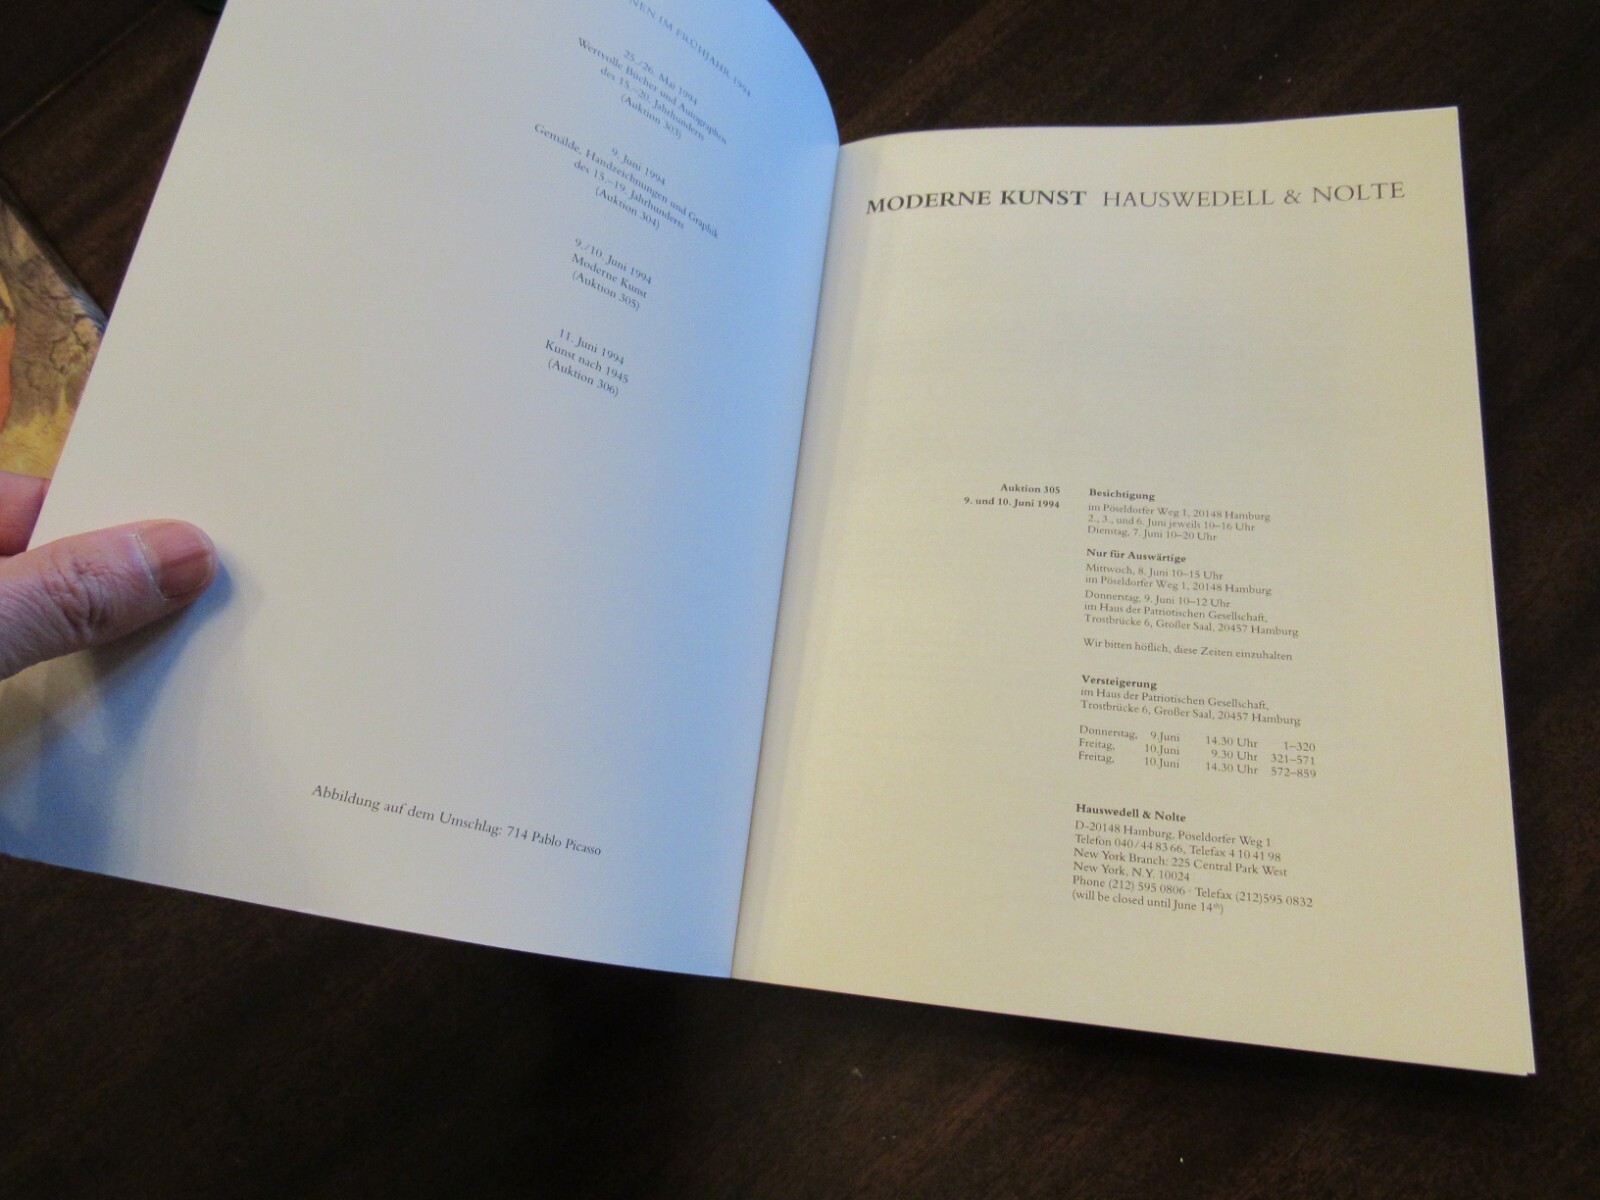 IM FRÜHJAHR 1994
25./26. Mai 1994
Wertvolle Bücher und Autographen
des 15.–20. Jahrhunderts
(Auktion 303)
9. Juni 1994
Gemälde, Handzeichnungen und Graphik
des 15.–19. Jahrhunderts
(Auktion 304)
9./10. Juni 1994
Moderne Kunst
(Auktion 305)
11. Juni 1994
Kunst nach 1945
(Auktion 306)
Abbildung auf dem Umschlag: 714 Pablo Picasso
MODERNE KUNST HAUSWEDELL & NOLTE
Auktion 305
9. und 10. Juni 1994
Besichtigung
im Pöseldorfer Weg 1, 20148 Hamburg
2., 3., und 6. Juni jeweils 10–16 Uhr
Dienstag, 7. Juni 10–20 Uhr
Nur für Auswärtige
Mittwoch, 8. Juni 10–15 Uhr
im Pöseldorfer Weg 1, 20148 Hamburg
Donnerstag, 9. Juni 10–12 Uhr
im Haus der Patriotischen Gesellschaft,
Trostbrücke 6, Großer Saal, 20457 Hamburg
Wir bitten höflich, diese Zeiten einzuhalten
Versteigerung
im Haus der Patriotischen Gesellschaft,
Trostbrücke 6, Großer Saal, 20457 Hamburg
Donnerstag, 9.Juni 14.30 Uhr 1–320
Freitag, 10.Juni 9.30 Uhr 321–571
Freitag, 10.Juni 14.30 Uhr 572–859
Hauswedell & Nolte
D-20148 Hamburg, Pöseldorfer Weg 1
Telefon 040/44 83 66, Telefax 4 10 41 98
New York Branch: 225 Central Park West
New York, N.Y. 10024
Phone (212) 595 0806 · Telefax (212)595 0832
(will be closed until June 14th)